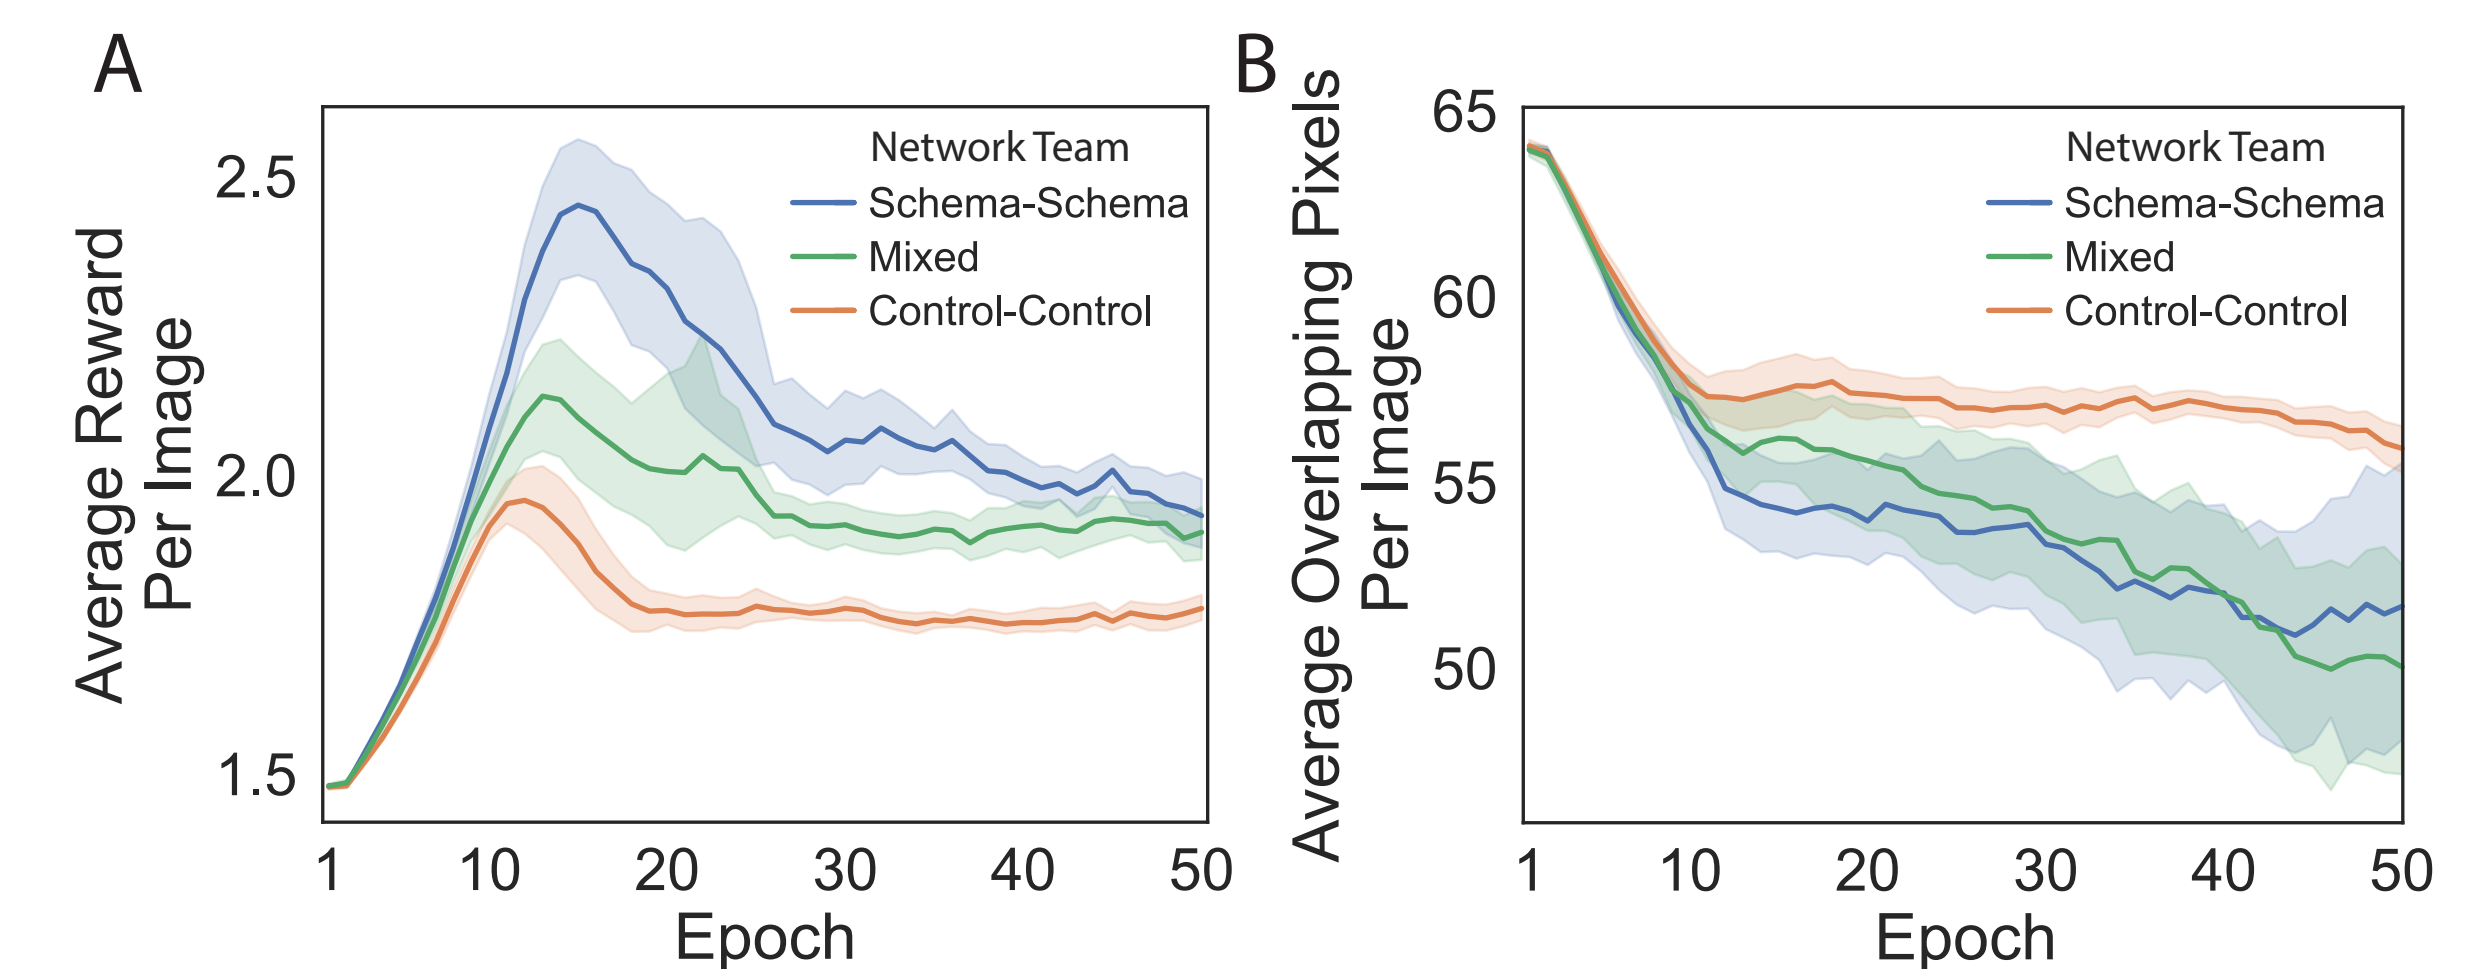 A
Average Reward
Per Image
2.5
2.0
1.5
Network Team
Schema-Schema
Mixed
Control-Control
1 10 20 30 40 50
Epoch
B
Average Overlapping Pixels
Per Image
65
60
55
50
Network Team
Schema-Schema
Mixed
Control-Control
1 10 20 30 40 50
Epoch